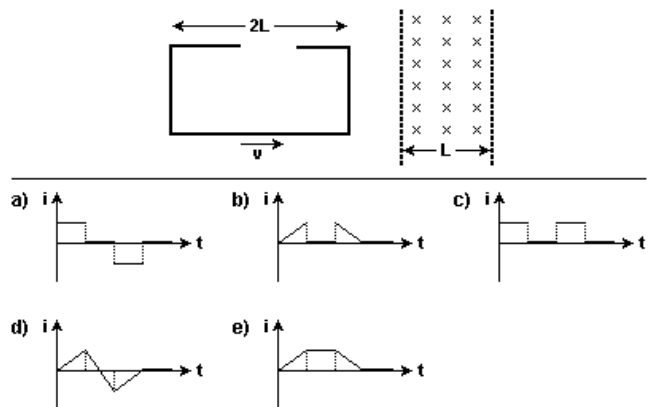 2L
× × ×
× × ×
× × ×
× × ×
× × ×
× × ×
v
L
a) i t
b) i t
c) i t
d) i t
e) i t